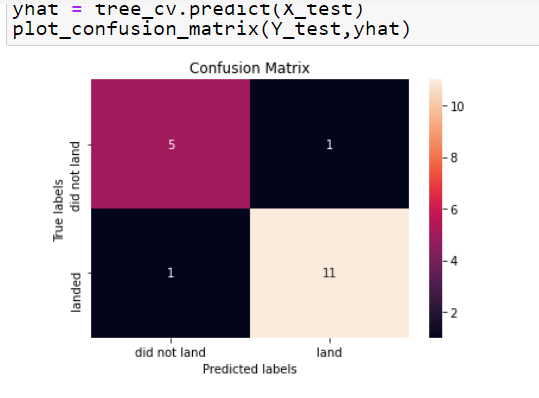 yhat = tree_cv.predict(X_test)
plot_confusion_matrix(Y_test,yhat)
Confusion Matrix
True labels
did not land
landed
5
1
1
11
did not land
land
Predicted labels
10
8
6
4
2